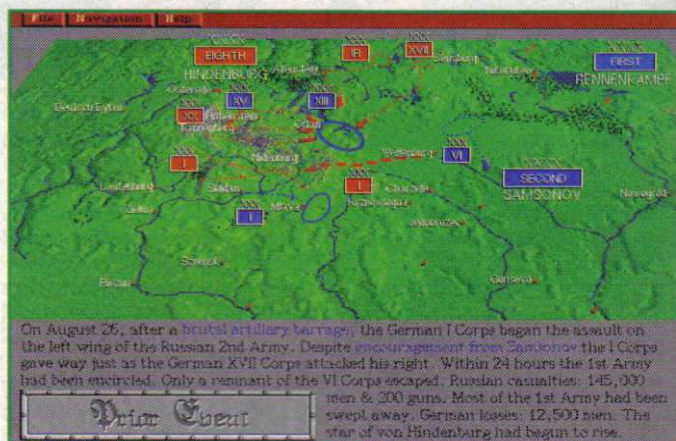 File Navigation Help
EIGHTH
HINDENBURG
IR
XVII
FIRST
RENNENKAMPF
XV
XIII
XX
Tannenberg
I
VI
SECOND
SAMSONOV
I
I
Mlawa
Novograd
On August 26, after a brutal artillery barrage, the German I Corps began the assault on
the left wing of the Russian 2nd Army. Despite encouragement from Samsonov the I Corps
gave way just as the German XVII Corps attacked his right. Within 24 hours the 1st Army
had been encircled. Only a remnant of the VI Corps escaped. Russian casualties: 145,000
men & 200 guns. Most of the 1st Army had been
swept away. German losses: 12,500 men. The
star of von Hindenburg had begun to rise.
Prior Event